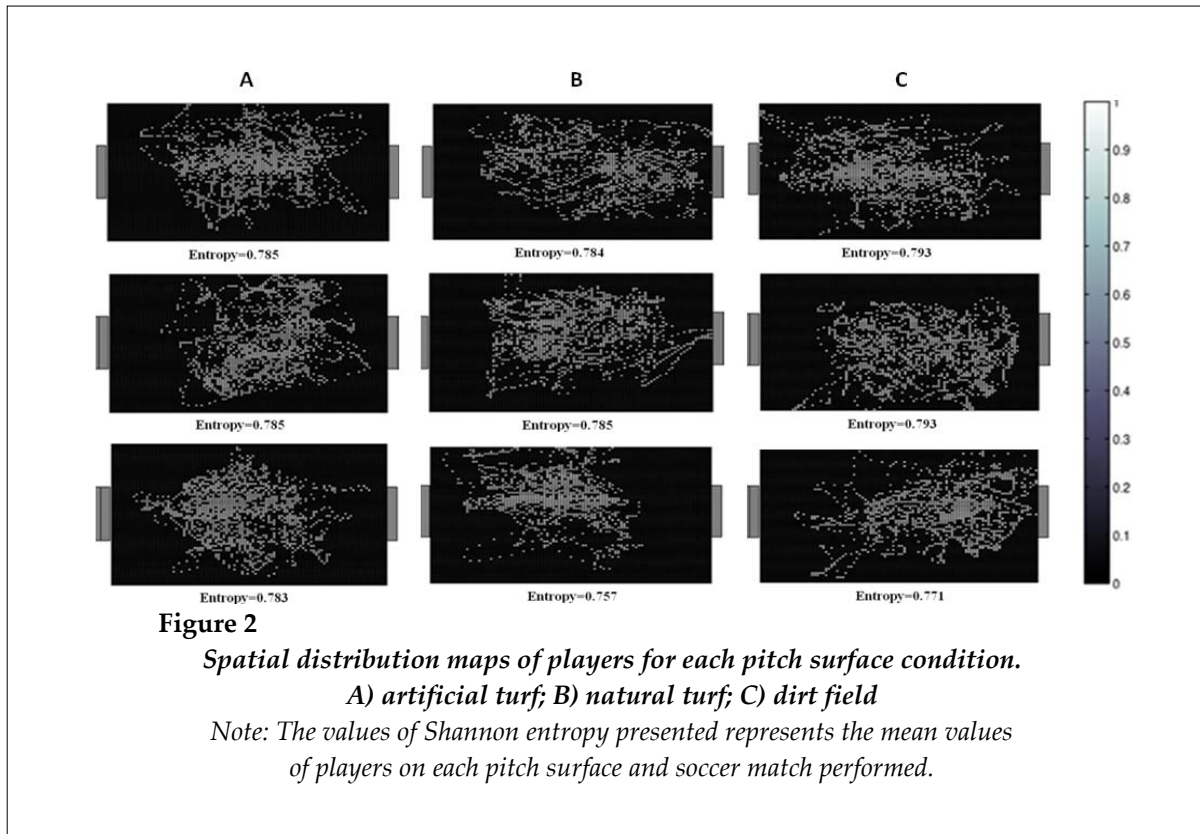 A B C
1
0.9
0.8
0.7
0.6
0.5
0.4
0.3
0.2
0.1
0
Entropy=0.785 Entropy=0.784 Entropy=0.793
Entropy=0.785 Entropy=0.785 Entropy=0.793
Entropy=0.783 Entropy=0.757 Entropy=0.771
Figure 2
Spatial distribution maps of players for each pitch surface condition.
A) artificial turf; B) natural turf; C) dirt field
Note: The values of Shannon entropy presented represents the mean values
of players on each pitch surface and soccer match performed.